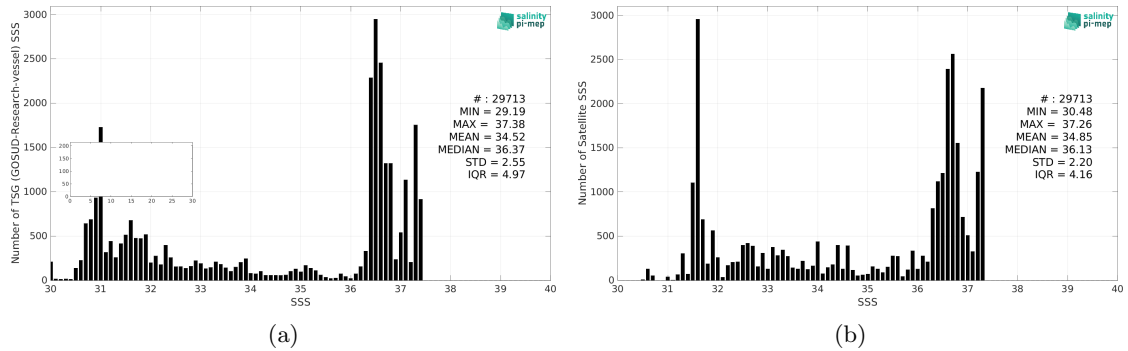 3000
2500
2000
1500
1000
500
0
Number of TSG (GOSUD-Research-vessel) SSS
200
150
100
50
0
0 5 10 15 20 25 30
salinity
pi-mep
# : 29713
MIN = 29.19
MAX = 37.38
MEAN = 34.52
MEDIAN = 36.37
STD = 2.55
IQR = 4.97
30 31 32 33 34 35 36 37 38 39 40
SSS
(a)
3000
2500
2000
1500
1000
500
0
Number of Satellite SSS
salinity
pi-mep
# : 29713
MIN = 30.48
MAX = 37.26
MEAN = 34.85
MEDIAN = 36.13
STD = 2.20
IQR = 4.16
30 31 32 33 34 35 36 37 38 39 40
SSS
(b)